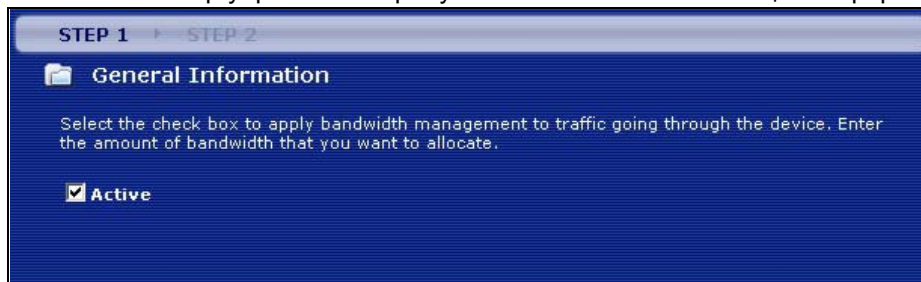 STEP 1 STEP 2
General Information
Select the check box to apply bandwidth management to traffic going through the device. Enter
the amount of bandwidth that you want to allocate.
Active